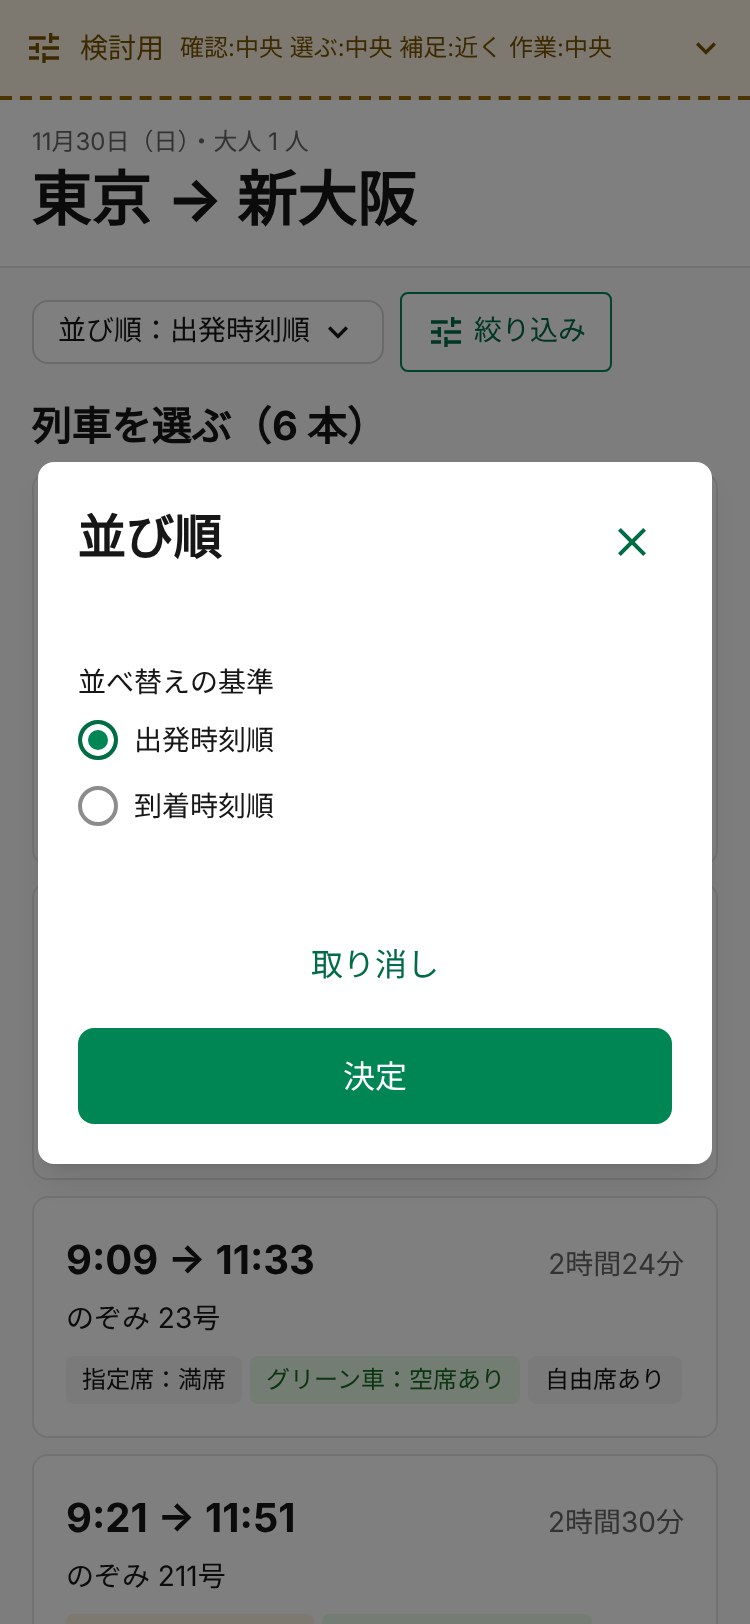 検討用 確認:中央 選ぶ:中央 補足:近く 作業:中央
11月30日（日）・大人 1 人
東京 → 新大阪
並び順：出発時刻順 絞り込み
列車を選ぶ（6 本）
並び順
並べ替えの基準
出発時刻順
到着時刻順
取り消し
決定
9:09 → 11:33 2時間24分
のぞみ 23号
指定席：満席 グリーン車：空席あり 自由席あり
9:21 → 11:51 2時間30分
のぞみ 211号